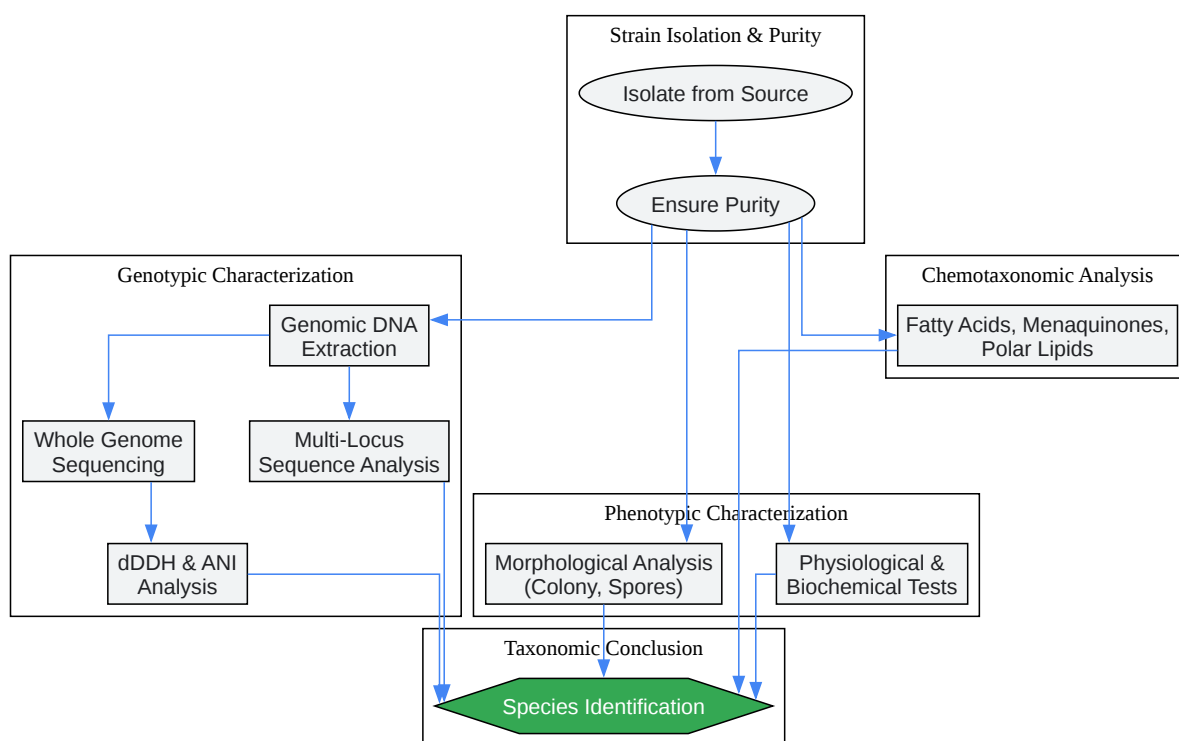 Strain Isolation & Purity
Isolate from Source
Ensure Purity
Genotypic Characterization
Genomic DNA
Extraction
Whole Genome
Sequencing
Multi-Locus
Sequence Analysis
dDDH & ANI
Analysis
Chemotaxonomic Analysis
Fatty Acids, Menaquinones,
Polar Lipids
Phenotypic Characterization
Morphological Analysis
(Colony, Spores)
Physiological &
Biochemical Tests
Taxonomic Conclusion
Species Identification